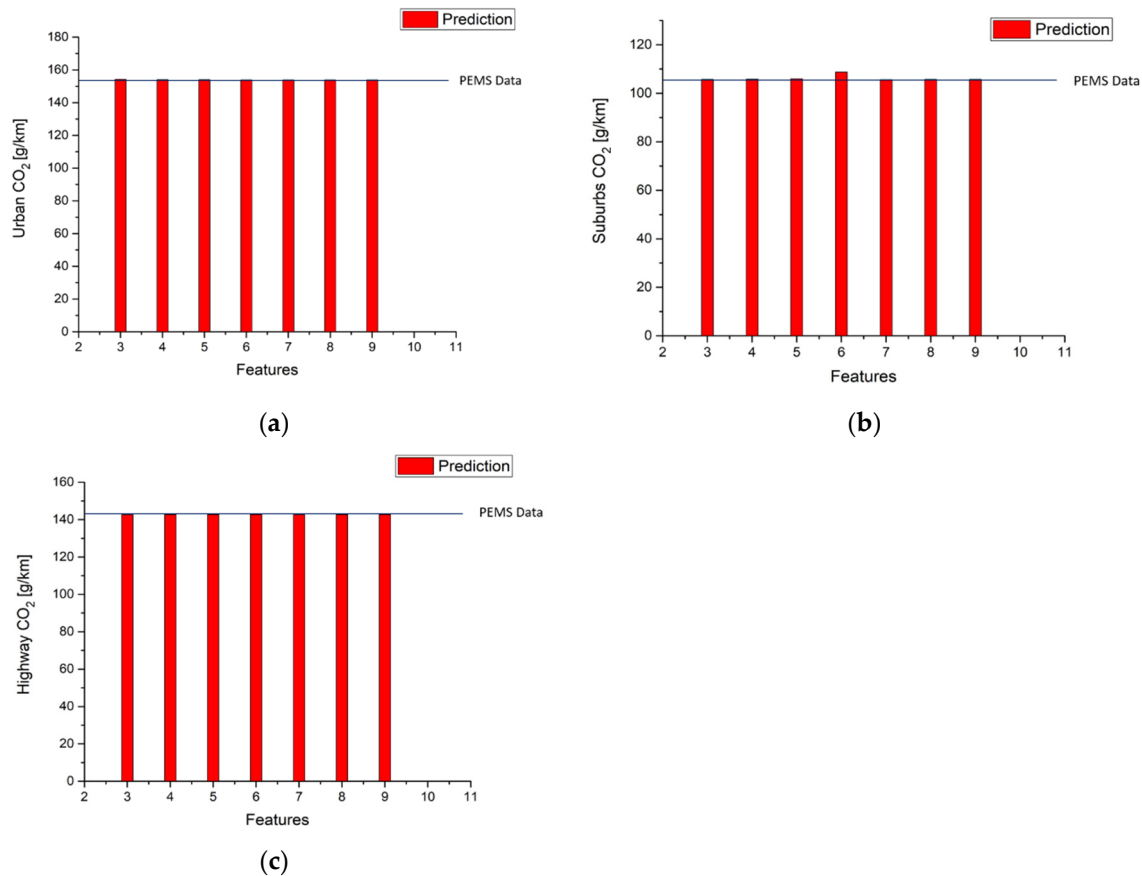 Prediction
180
160
140
120
100
80
60
40
20
0
Urban CO2 [g/km]
PEMS Data
2 3 4 5 6 7 8 9 10 11
Features
(a)
Prediction
120
100
80
60
40
20
0
Suburbs CO2 [g/km]
PEMS Data
2 3 4 5 6 7 8 9 10 11
Features
(b)
Prediction
160
140
120
100
80
60
40
20
0
Highway CO2 [g/km]
PEMS Data
2 3 4 5 6 7 8 9 10 11
Features
(c)